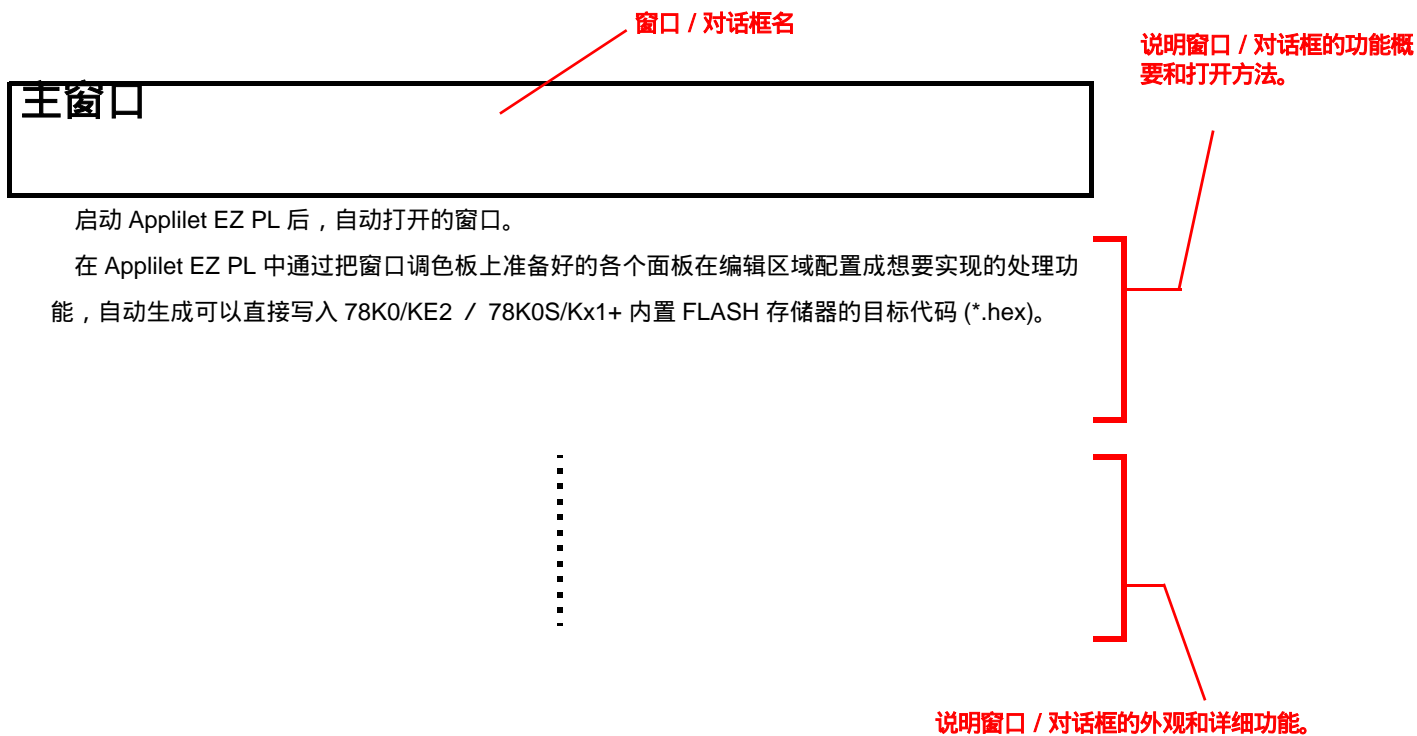 窗口 / 对话框名
说明窗口 / 对话框的功能概
要和打开方法。
主窗口
启动 Applilet EZ PL 后，自动打开的窗口。
在 Applilet EZ PL 中通过把窗口调色板上准备好的各个面板在编辑区域配置成想要实现的处理功
能，自动生成可以直接写入 78K0/KE2 / 78K0S/Kx1+ 内置 FLASH 存储器的目标代码 (*.hex)。
说明窗口 / 对话框的外观和详细功能。